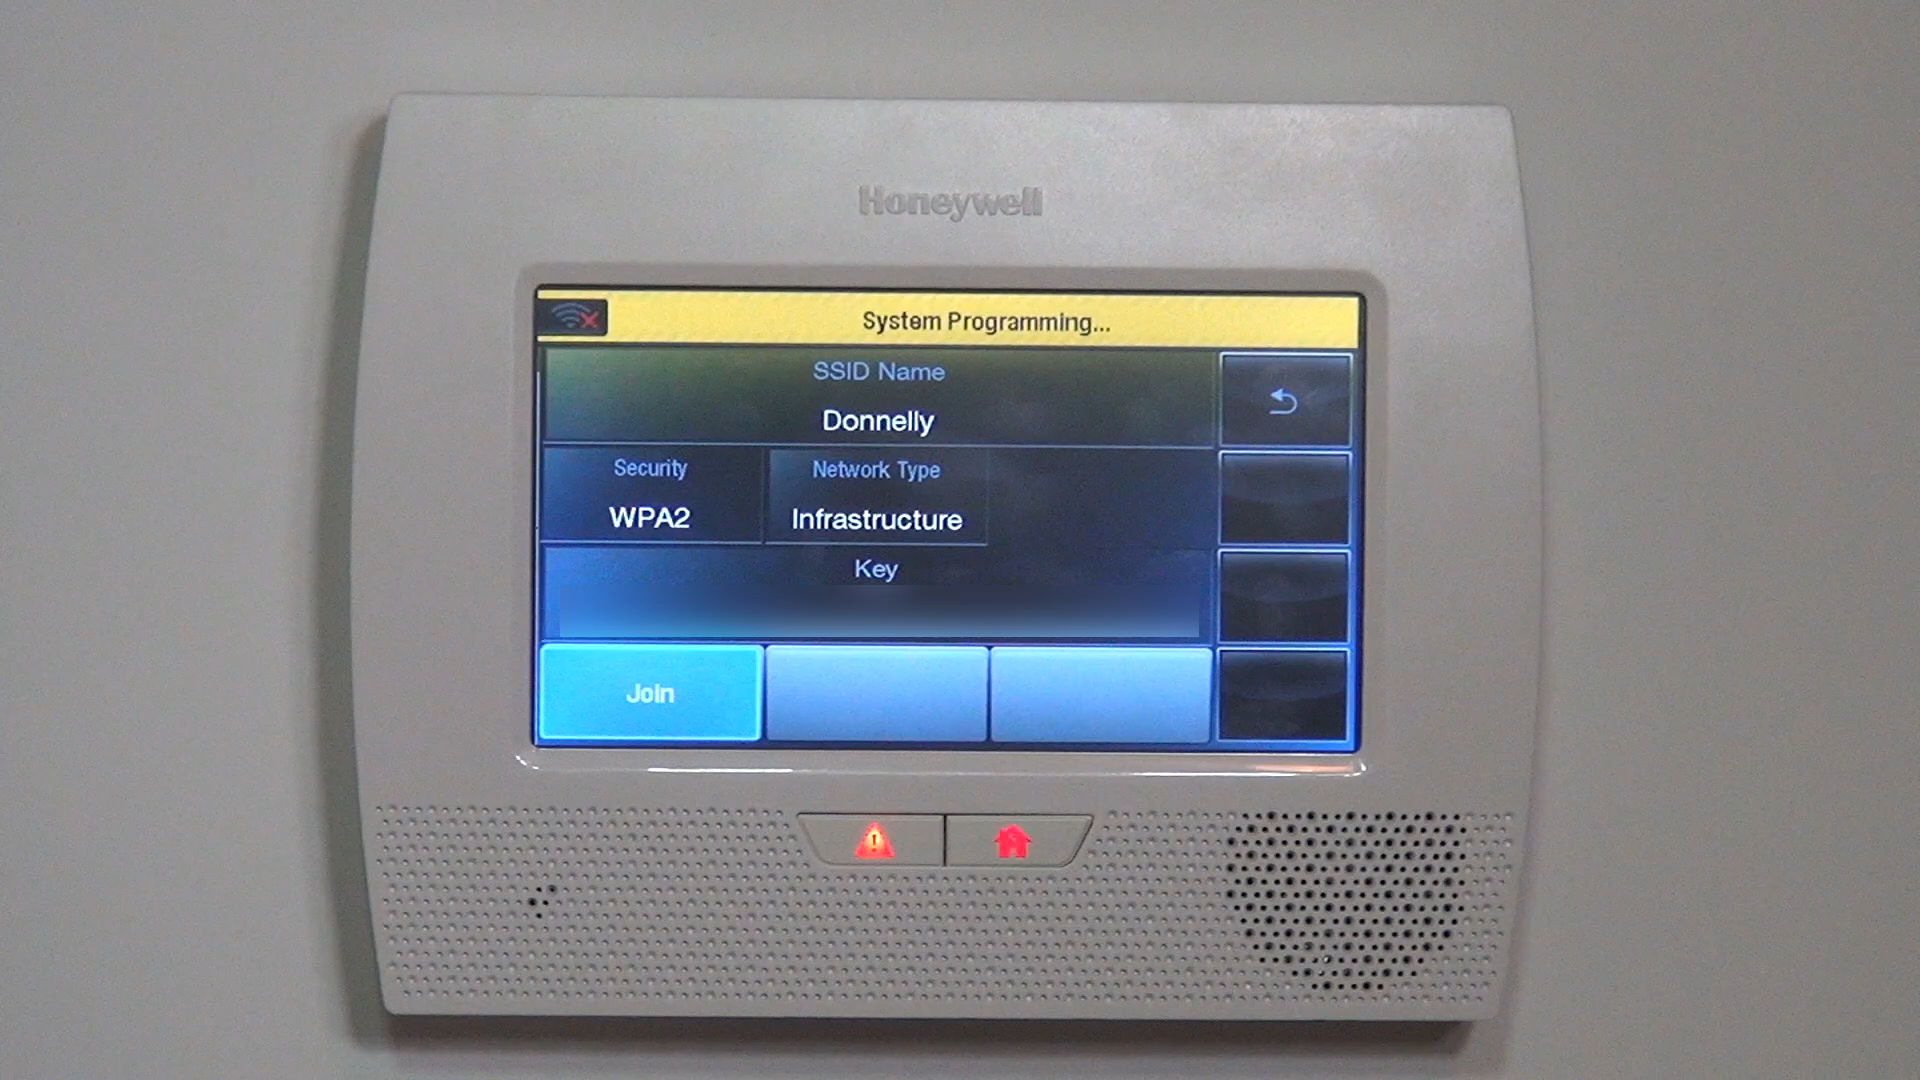 Honeywell
System Programming...
SSID Name
Donnelly
Security
Network Type
WPA2
Infrastructure
Key
Join